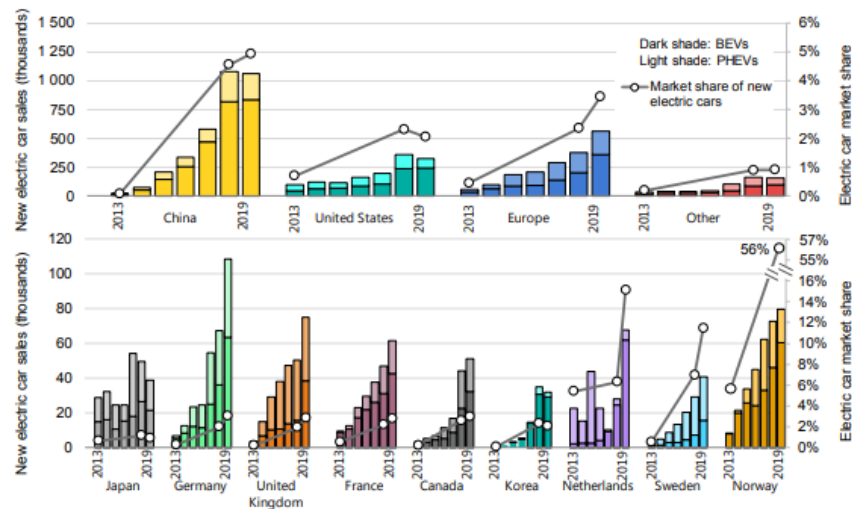 New electric car sales (thousands)
1 500
1 250
1 000
750
500
250
0
2013
China
2019
2013
United States
2019
2013
Europe
2019
2013
Other
2019
Dark shade: BEVs
Light shade: PHEVs
Market share of new
electric cars
6%
5%
4%
3%
2%
1%
0%
Electric car market share
New electric car sales (thousands)
120
100
80
60
40
20
0
2013
Japan
2019
2013
Germany
2019
2013
United
Kingdom
2019
2013
France
2019
2013
Canada
2019
2013
Korea
2019
2013
Netherlands
2019
2013
Sweden
2019
2013
Norway
2019
56%
57%
55%
16%
14%
12%
10%
8%
6%
4%
2%
0%
Electric car market share